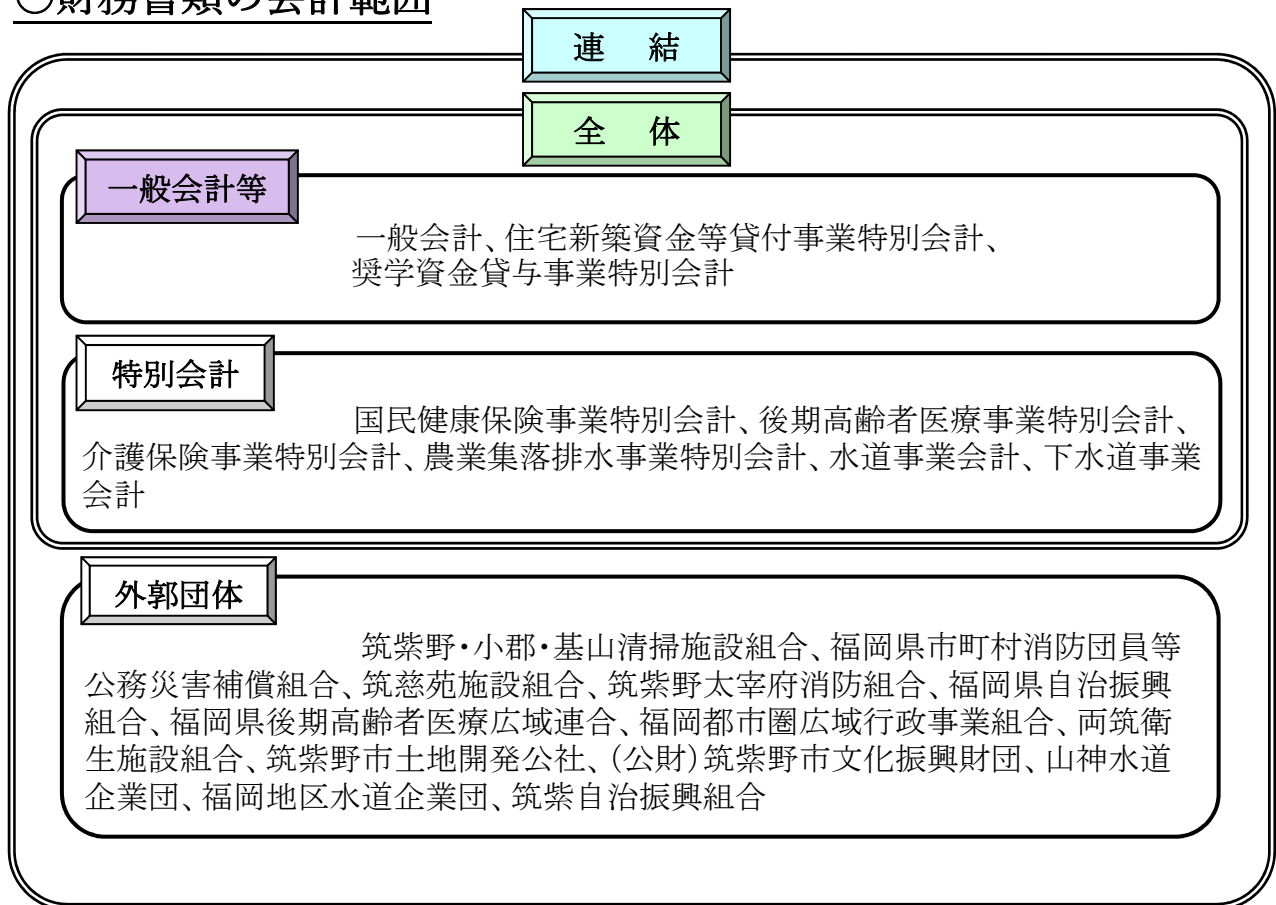 ○財務書類の会計範囲
連 結
全 体
一般会計等
一般会計、住宅新築資金等貸付事業特別会計、
奨学資金貸与事業特別会計
特別会計
国民健康保険事業特別会計、後期高齢者医療事業特別会計、
介護保険事業特別会計、農業集落排水事業特別会計、水道事業会計、下水道事業
会計
外郭団体
筑紫野・小郡・基山清掃施設組合、福岡県市町村消防団員等
公務災害補償組合、筑慈苑施設組合、筑紫野太宰府消防組合、福岡県自治振興
組合、福岡県後期高齢者医療広域連合、福岡都市圏広域行政事業組合、両筑衛
生施設組合、筑紫野市土地開発公社、(公財)筑紫野市文化振興財団、山神水道
企業団、福岡地区水道企業団、筑紫自治振興組合